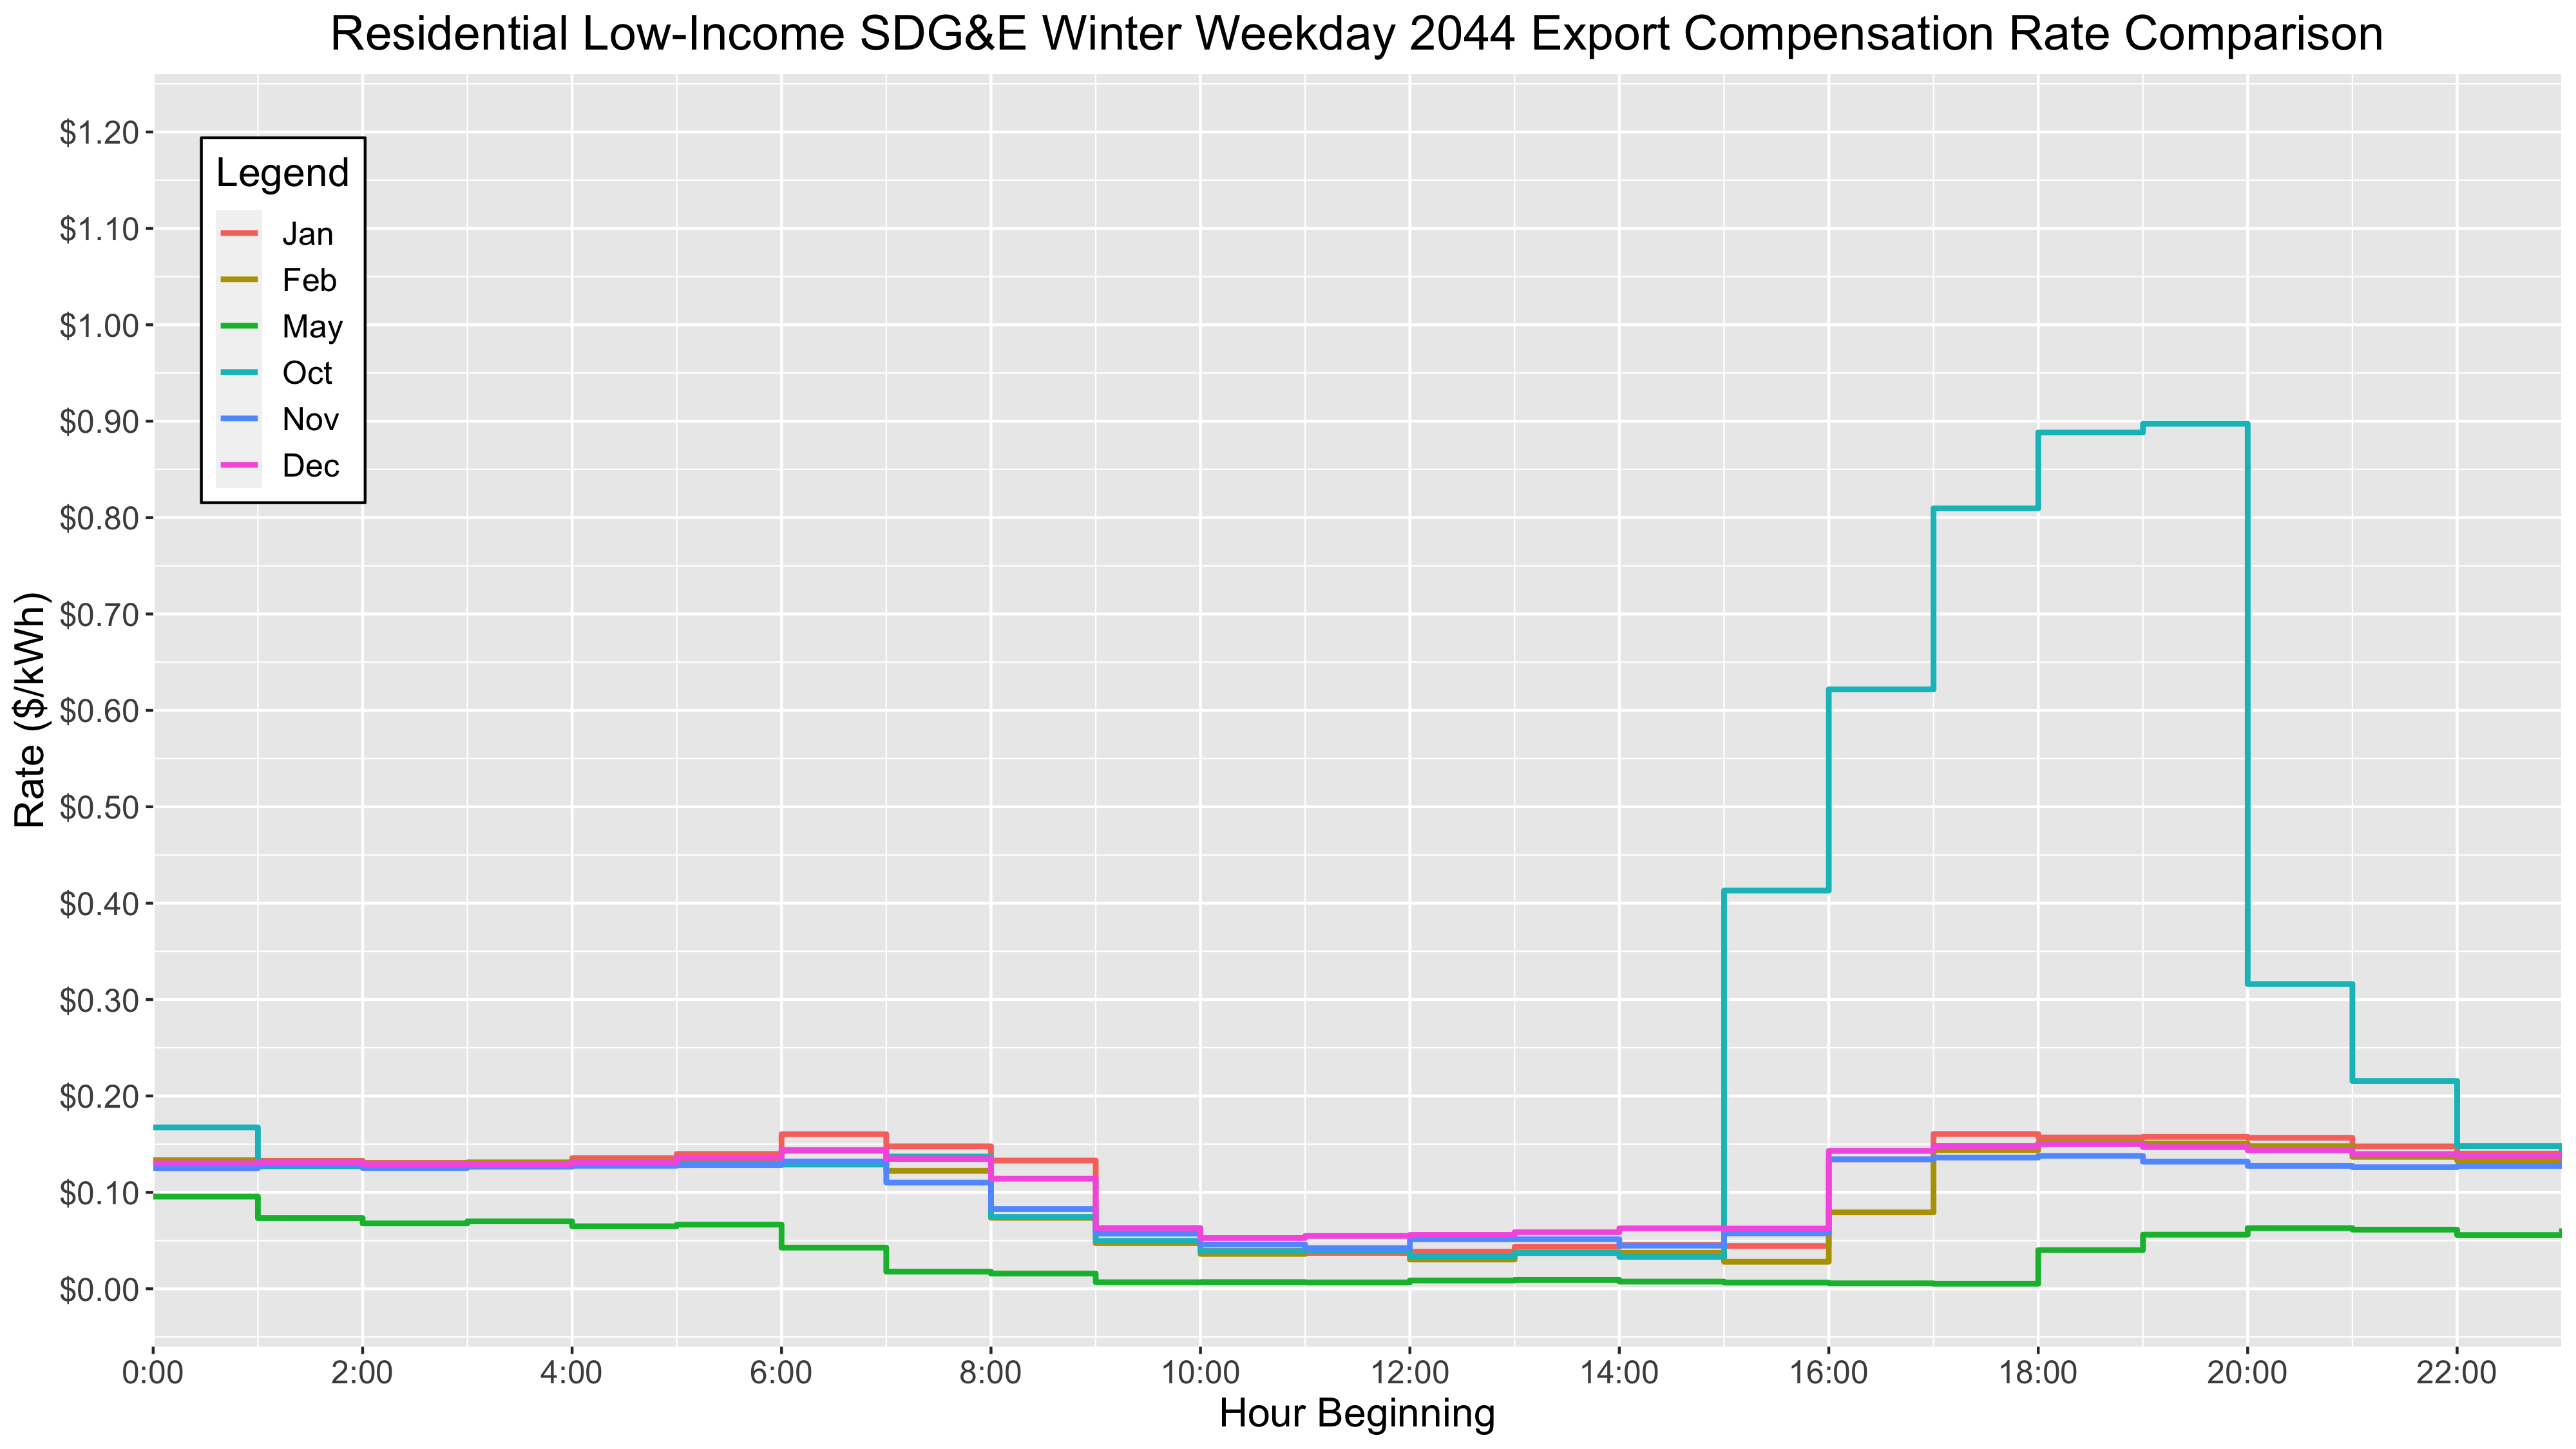 Residential Low-Income SDG&E Winter Weekday 2044 Export Compensation Rate Comparison
$1.20
$1.10
$1.00
$0.90
$0.80
$0.70
$0.60
$0.50
$0.40
$0.30
$0.20
$0.10
$0.00
Rate ($/kWh)
Legend
Jan
Feb
May
Oct
Nov
Dec
0:00 2:00 4:00 6:00 8:00 10:00 12:00 14:00 16:00 18:00 20:00 22:00
Hour Beginning